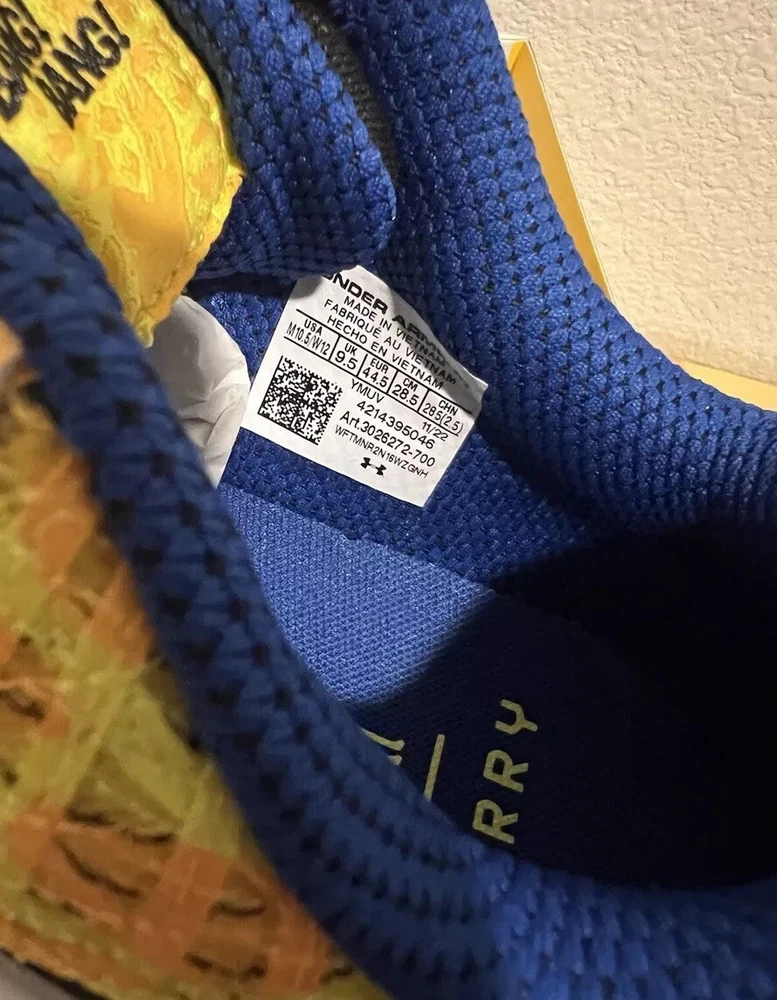 BANG!
UNDER ARMOUR
MADE IN VIETNAM
FABRIQUE AU VIETNAM
HECHO EN VIETNAM
USA UK EUR CM CHN
M10.5/W12 9.5 44.5 28.5 285(2.5)
YMUV 11/22
4214395046
Art.3026272-700
WFTMNR2N16WZGNH
RRY